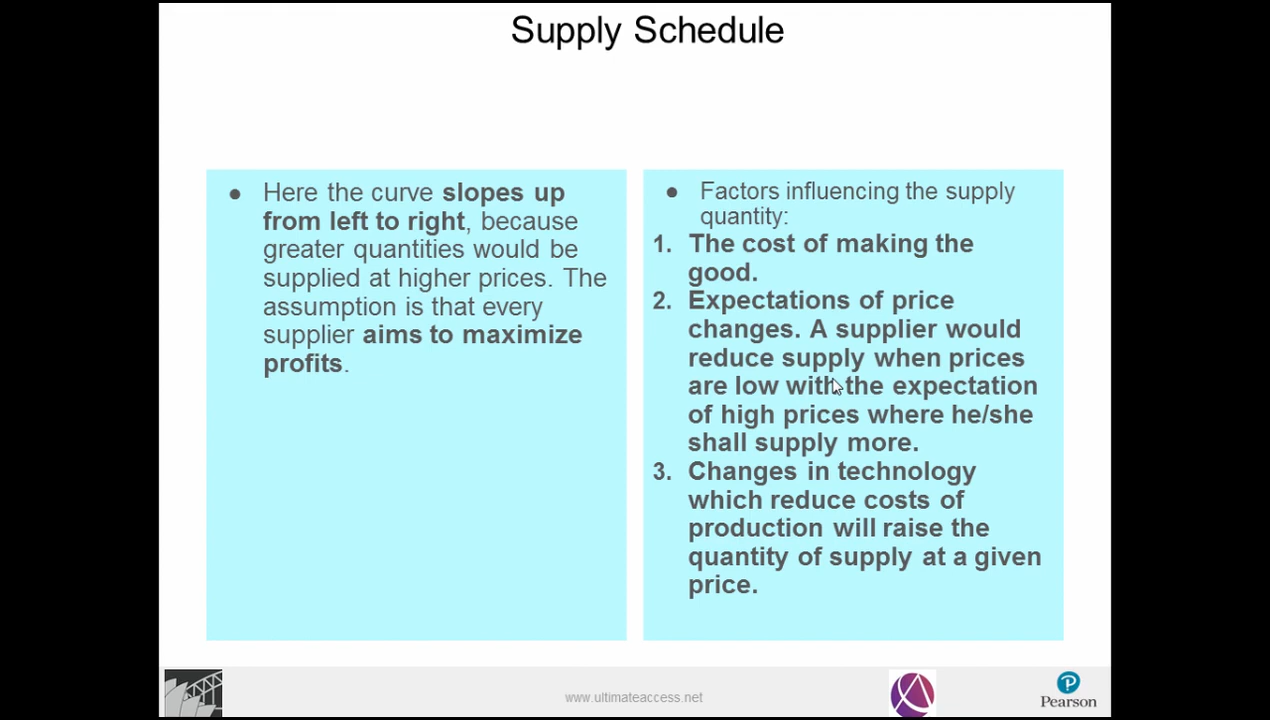 Supply Schedule
● Here the curve slopes up
from left to right, because
greater quantities would be
supplied at higher prices. The
assumption is that every
supplier aims to maximize
profits.
● Factors influencing the supply
quantity:
1. The cost of making the
good.
2. Expectations of price
changes. A supplier would
reduce supply when prices
are low with the expectation
of high prices where he/she
shall supply more.
3. Changes in technology
which reduce costs of
production will raise the
quantity of supply at a given
price.
www.ultimateaccess.net
P
Pearson